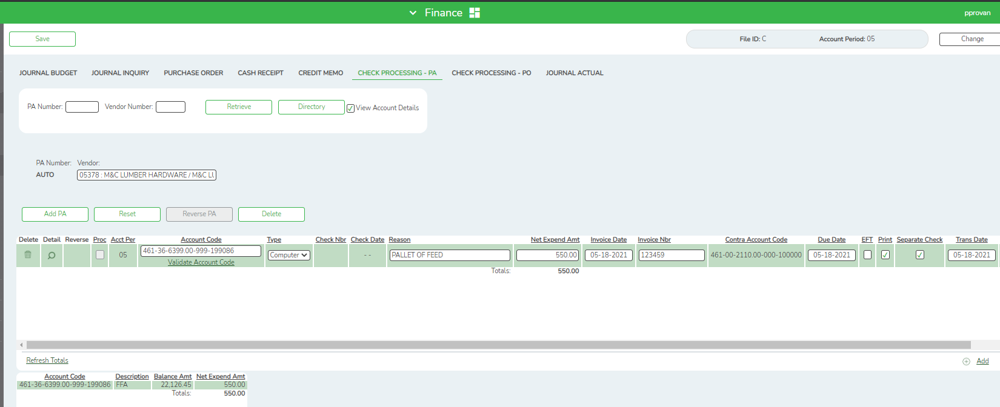 Finance
pprovan
Save
File ID: C
Account Period: 05
Change
JOURNAL BUDGET JOURNAL INQUIRY PURCHASE ORDER CASH RECEIPT CREDIT MEMO CHECK PROCESSING - PA CHECK PROCESSING - PO JOURNAL ACTUAL
PA Number: Vendor Number: Retrieve Directory View Account Details
PA Number: Vendor:
AUTO 05378 : M&C LUMBER HARDWARE / M&C LU
Add PA Reset Reverse PA Delete
Delete Detail Reverse Proc Acct Per Account Code Type Check Nbr Check Date Reason Net Expend Amt Invoice Date Invoice Nbr Contra Account Code Due Date EFT Print Separate Check Trans Date
05 461-36-6399.00-999-199086 Computer - - PALLET OF FEED 550.00 05-18-2021 123459 461-00-2110.00-000-100000 05-18-2021 05-18-2021
Validate Account Code
Totals: 550.00
Refresh Totals
Add
Account Code Description Balance Amt Net Expend Amt
461-36-6399.00-999-199086 FFA 22,126.45 550.00
Totals: 550.00